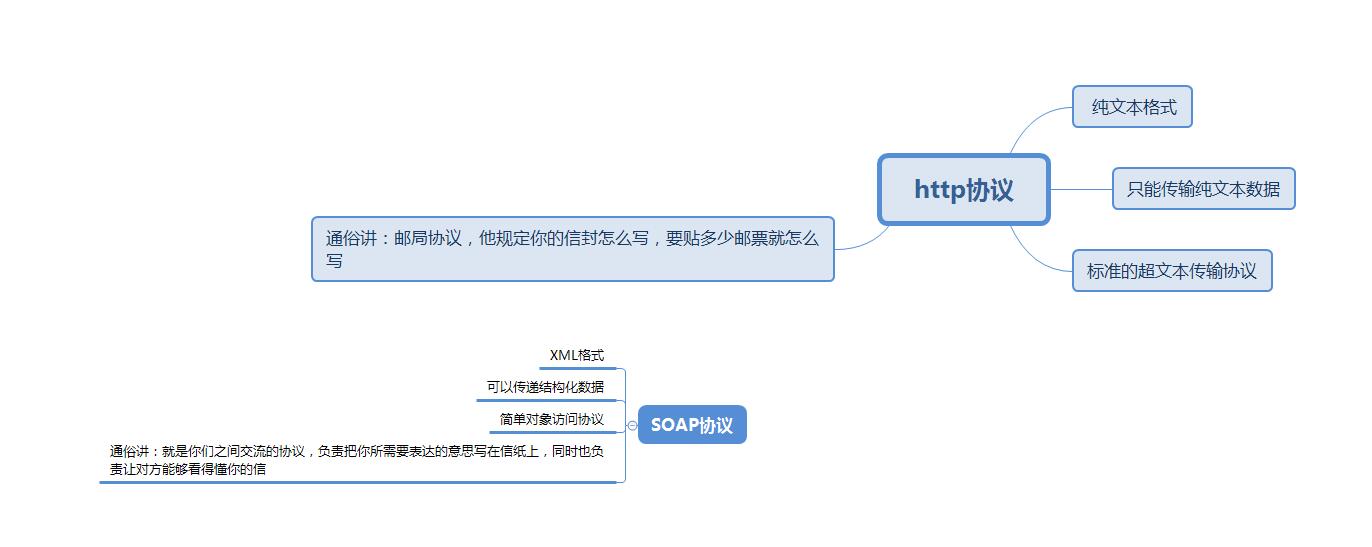 纯文本格式
http协议
只能传输纯文本数据
通俗讲：邮局协议，他规定你的信封怎么写，要贴多少邮票就怎么
写
标准的超文本传输协议
XML格式
可以传递结构化数据
简单对象访问协议
SOAP协议
通俗讲：就是你们之间交流的协议，负责把你所需要表达的意思写在信纸上，同时也负
责让对方能够看得懂你的信